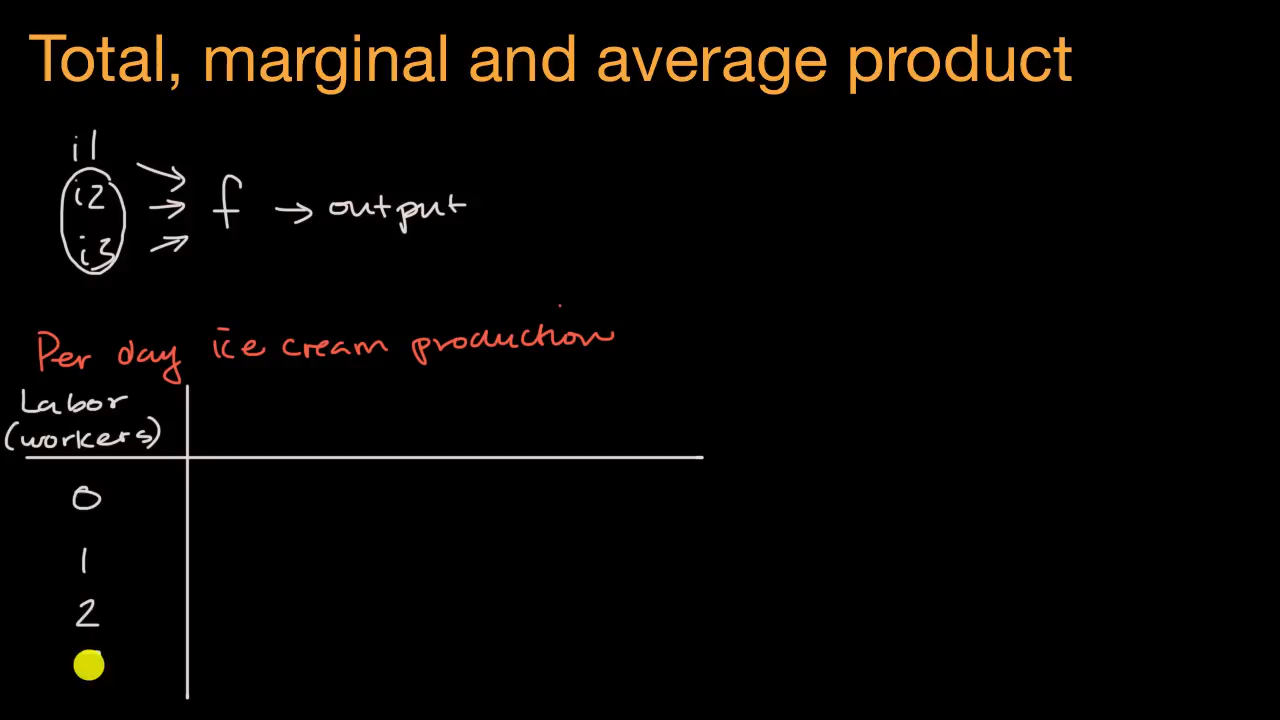 Total, marginal and average product
i1
i2
i3
f → output
Per day ice cream production
Labor
(workers)
0
1
2